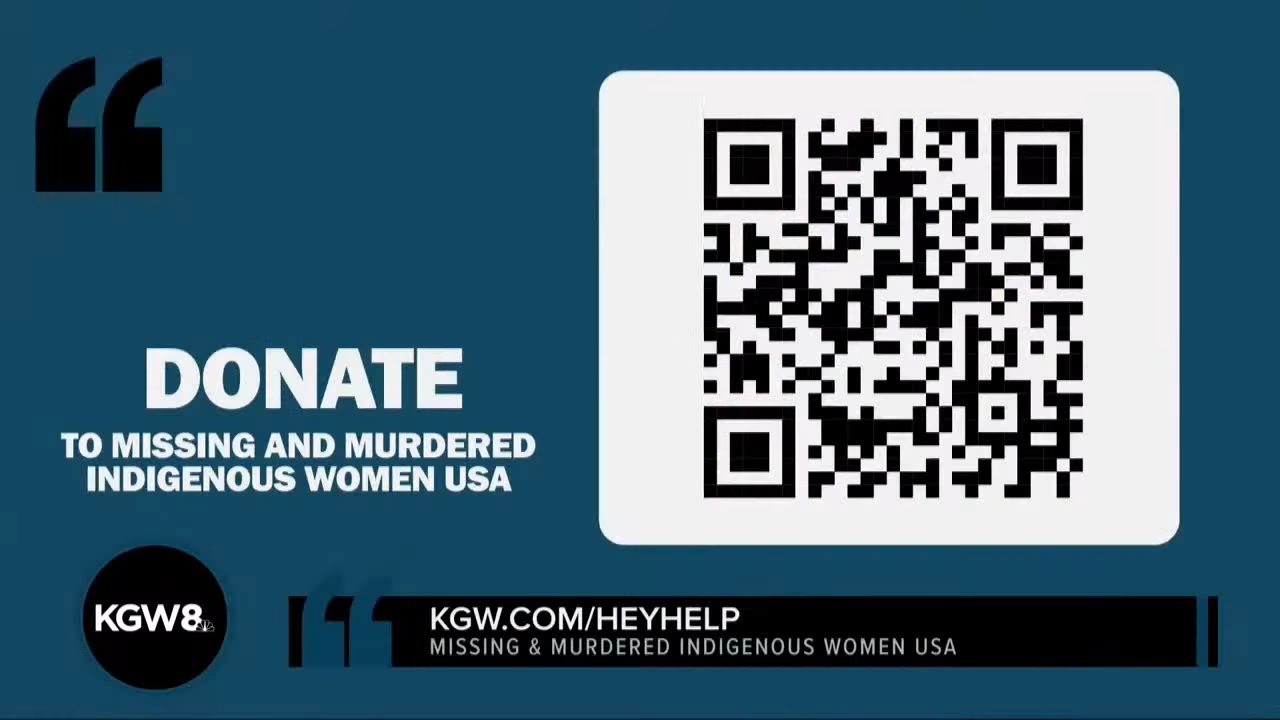 DONATE
TO MISSING AND MURDERED
INDIGENOUS WOMEN USA
KGW8
KGW.COM/HEYHELP
MISSING & MURDERED INDIGENOUS WOMEN USA